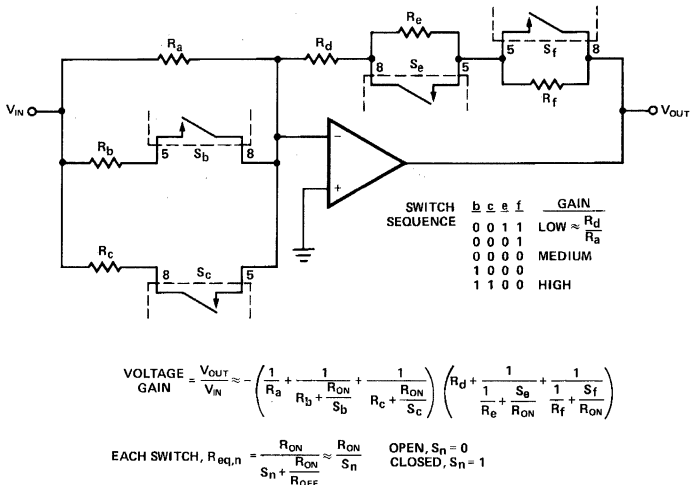 Ra
Rd
Re
8
Se
5
5
Sf
8
Rf
VIN
VOUT
Rb
5
Sb
8
−
+
Rc
8
Sc
5
SWITCH SEQUENCE
b c e f GAIN
0 0 1 1 LOW ≈ Rd/Ra
0 0 0 1
0 0 0 0 MEDIUM
1 0 0 0
1 1 0 0 HIGH
VOLTAGE GAIN = VOUT/VIN ≈ −(1/Ra + 1/(Rb + RON/Sb) + 1/(Rc + RON/Sc)) (Rd + 1/(1/Re + Se/RON) + 1/(1/Rf + Sf/RON))
EACH SWITCH, Req,n = RON/(Sn + RON/ROFF) ≈ RON/Sn OPEN, Sn = 0
CLOSED, Sn = 1